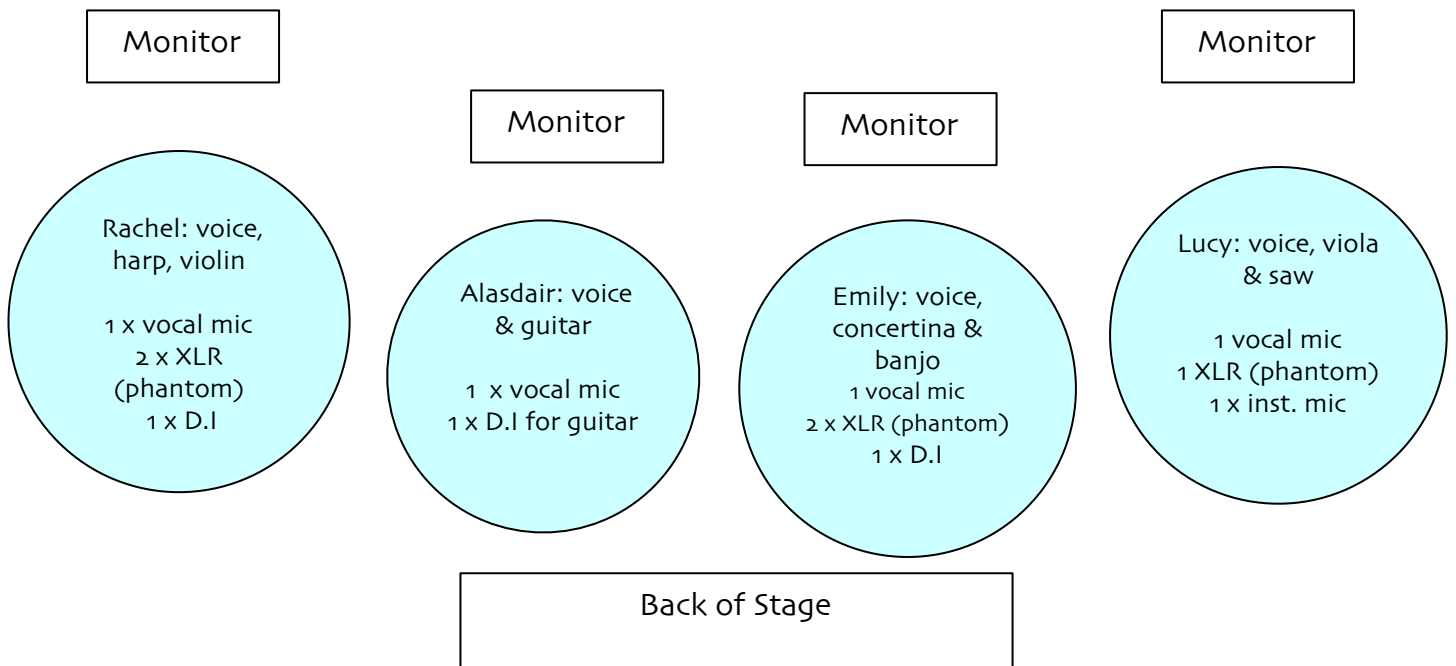 Monitor
Monitor
Monitor
Monitor
Rachel: voice,
harp, violin
1 x vocal mic
2 x XLR
(phantom)
1 x D.I
Alasdair: voice
& guitar
1 x vocal mic
1 x D.I for guitar
Emily: voice,
concertina &
banjo
1 vocal mic
2 x XLR (phantom)
1 x D.I
Lucy: voice, viola
& saw
1 vocal mic
1 XLR (phantom)
1 x inst. mic
Back of Stage